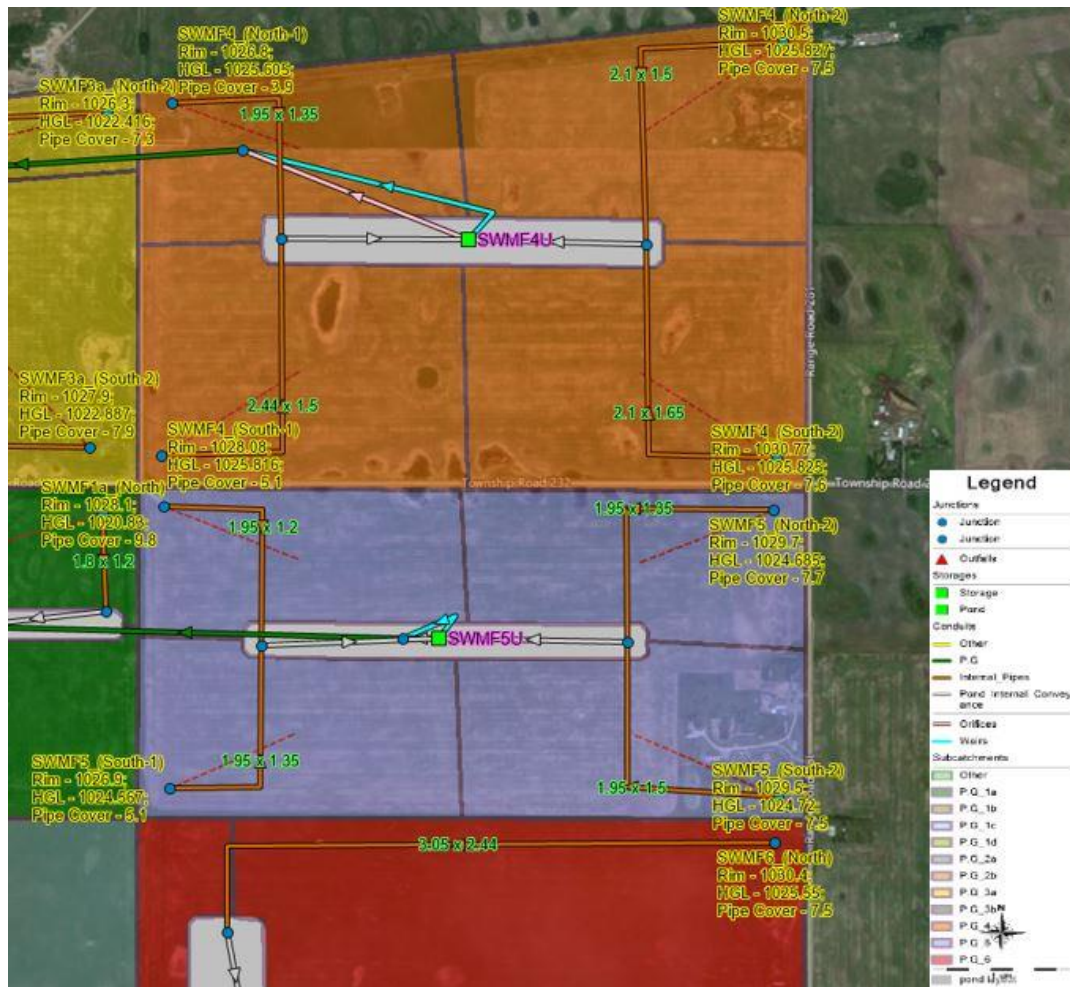 SWMF4_(North-1)
Rim - 1026.8;
HGL - 1025.605;
Pipe Cover - 3.9
SWMF4_(North-2)
Rim - 1030.5;
HGL - 1025.827;
Pipe Cover - 7.5
SWMF3a_(North-2)
Rim - 1026.3;
HGL - 1022.416;
Pipe Cover - 7.3
1.95 x 1.35
2.1 x 1.5
SWMF4U
SWMF3a_(South-2)
Rim - 1027.9;
HGL - 1022.887;
Pipe Cover - 7.9
2.44 x 1.5
2.1 x 1.65
SWMF4_(South-1)
Rim - 1028.08;
HGL - 1025.816;
Pipe Cover - 5.1
SWMF4_(South-2)
Rim - 1030.77;
HGL - 1025.825;
Pipe Cover - 7.6
Township Road 232
Township Road 2
SWMF1a_(North)
Rim - 1028.1;
HGL - 1020.83;
Pipe Cover - 9.8
1.8 x 1.2
1.95 x 1.2
1.95 x 1.35
SWMF5_(North-2)
Rim - 1029.7;
HGL - 1024.685;
Pipe Cover - 7.7
SWMF5U
SWMF5_(South-1)
Rim - 1026.9;
HGL - 1024.567;
Pipe Cover - 5.1
1.95 x 1.35
1.95 x 1.5
SWMF5_(South-2)
Rim - 1029.5;
HGL - 1024.72;
Pipe Cover - 7.5
3.05 x 2.44
SWMF6_(North)
Rim - 1030.4;
HGL - 1025.55;
Pipe Cover - 7.5
Legend
Junctions
Junction
Junction
Outfalls
Storages
Storage
Pond
Conduits
Other
P.G
Internal_Pipes
Pond Internal Convey
ance
Orifices
Weirs
Subcatchments
Other
P.G_1a
P.G_1b
P.G_1c
P.G_1d
P.G_2a
P.G_2b
P.G_3a
P.G_3b
N
P.G_4
P.G_5
P.G_6
pond layout